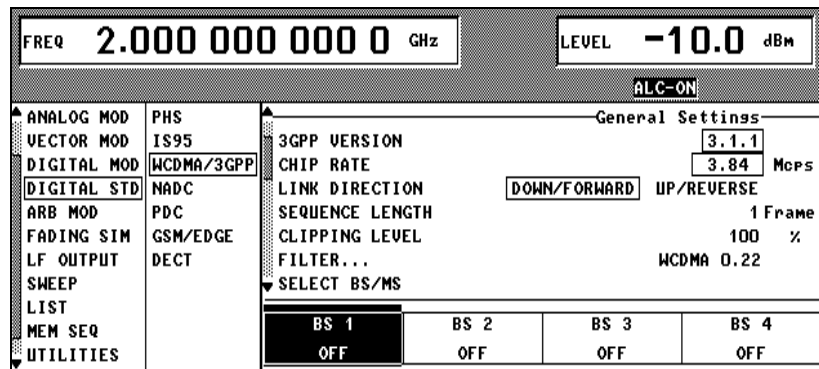 FREQ 2.000 000 000 0 GHz
LEVEL -10.0 dBm
ALC-ON
ANALOG MOD
VECTOR MOD
DIGITAL MOD
DIGITAL STD
ARB MOD
FADING SIM
LF OUTPUT
SWEEP
LIST
MEM SEQ
UTILITIES
PHS
IS95
WCDMA/3GPP
NADC
PDC
GSM/EDGE
DECT
General Settings
3GPP VERSION 3.1.1
CHIP RATE 3.84 Mcps
LINK DIRECTION DOWN/FORWARD UP/REVERSE
SEQUENCE LENGTH 1 Frame
CLIPPING LEVEL 100 %
FILTER... WCDMA 0.22
SELECT BS/MS
BS 1 BS 2 BS 3 BS 4
OFF OFF OFF OFF